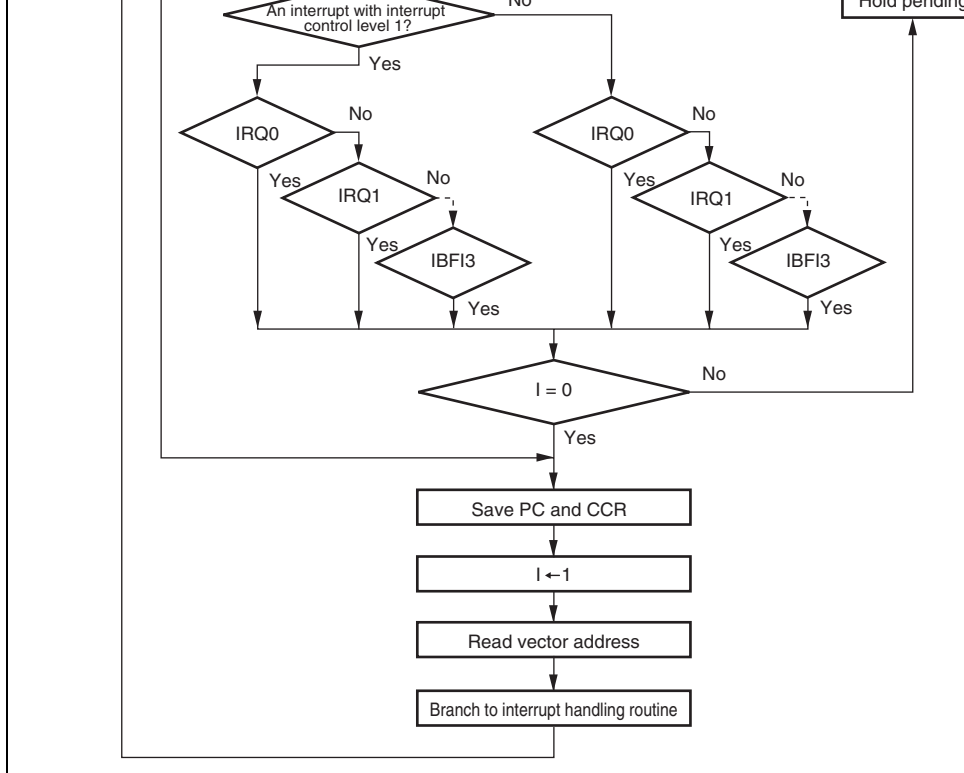 No
Hold pending
An interrupt with interrupt
control level 1?
Yes
No
No
IRQ0
IRQ0
Yes
No
Yes
No
IRQ1
IRQ1
Yes
Yes
IBFI3
IBFI3
Yes
Yes
No
I = 0
Yes
Save PC and CCR
I ←1
Read vector address
Branch to interrupt handling routine